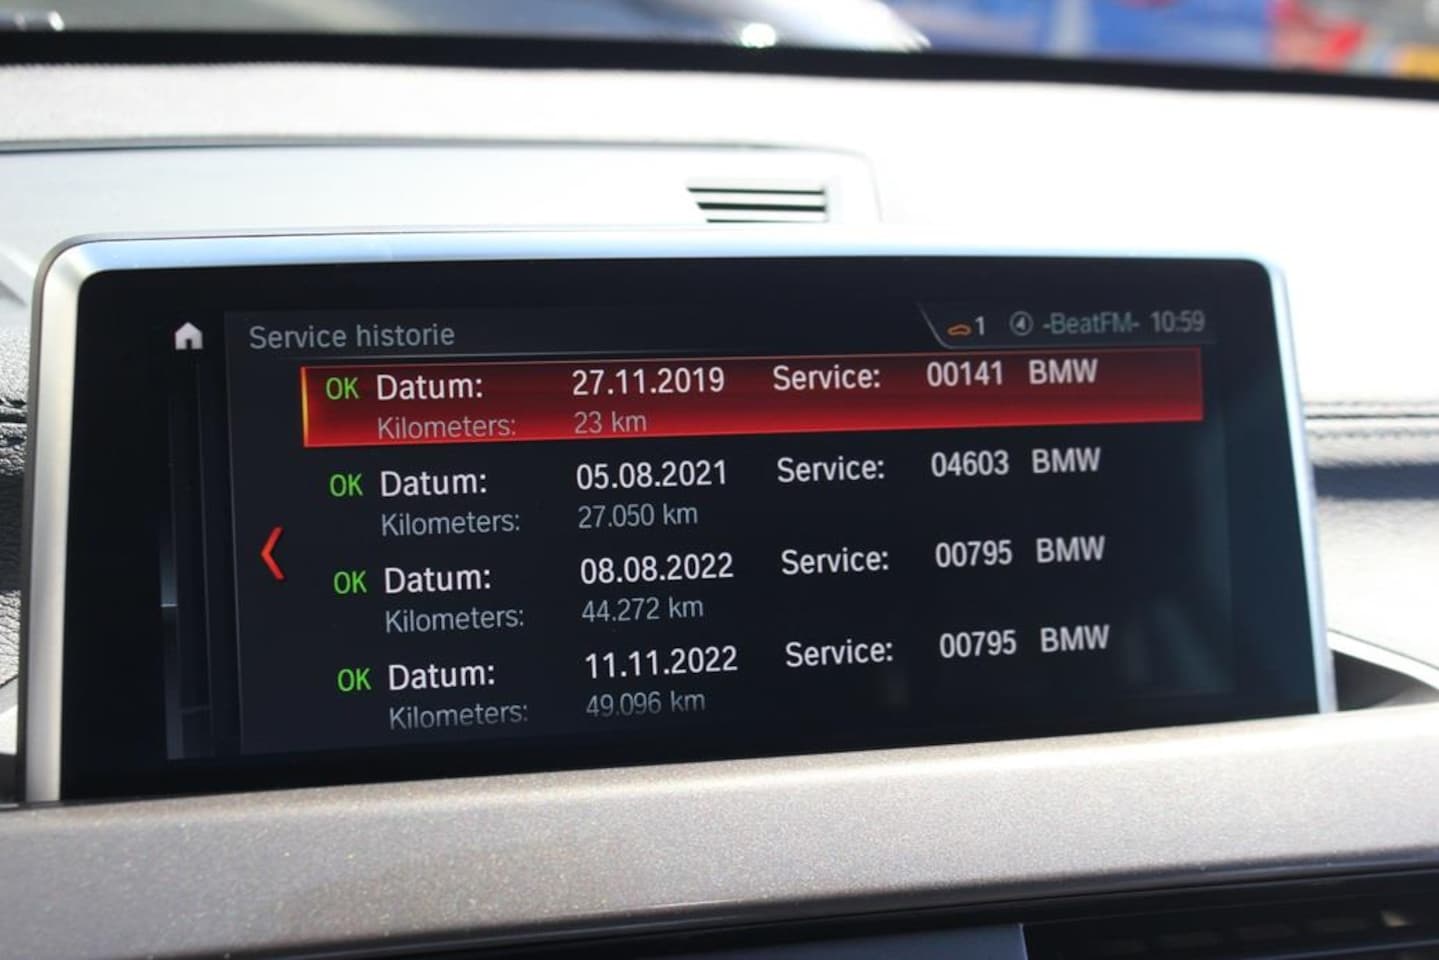 Service historie
1 -BeatFM- 10:59
OK Datum: 27.11.2019 Service: 00141 BMW
Kilometers: 23 km
OK Datum: 05.08.2021 Service: 04603 BMW
Kilometers: 27.050 km
OK Datum: 08.08.2022 Service: 00795 BMW
Kilometers: 44.272 km
OK Datum: 11.11.2022 Service: 00795 BMW
Kilometers: 49.096 km